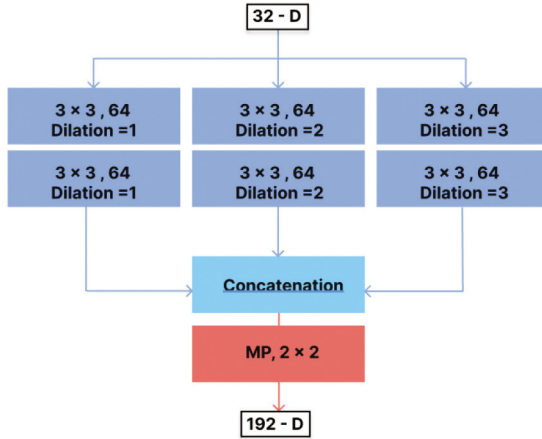 32 - D
3 × 3 , 64
Dilation =1
3 × 3 , 64
Dilation =2
3 × 3 , 64
Dilation =3
3 × 3 , 64
Dilation =1
3 × 3 , 64
Dilation =2
3 × 3 , 64
Dilation =3
Concatenation
MP, 2 × 2
192 - D